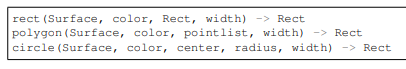 rect(Surface, color, Rect, width) -> Rect
polygon(Surface, color, pointlist, width) -> Rect
circle(Surface, color, center, radius, width) -> Rect